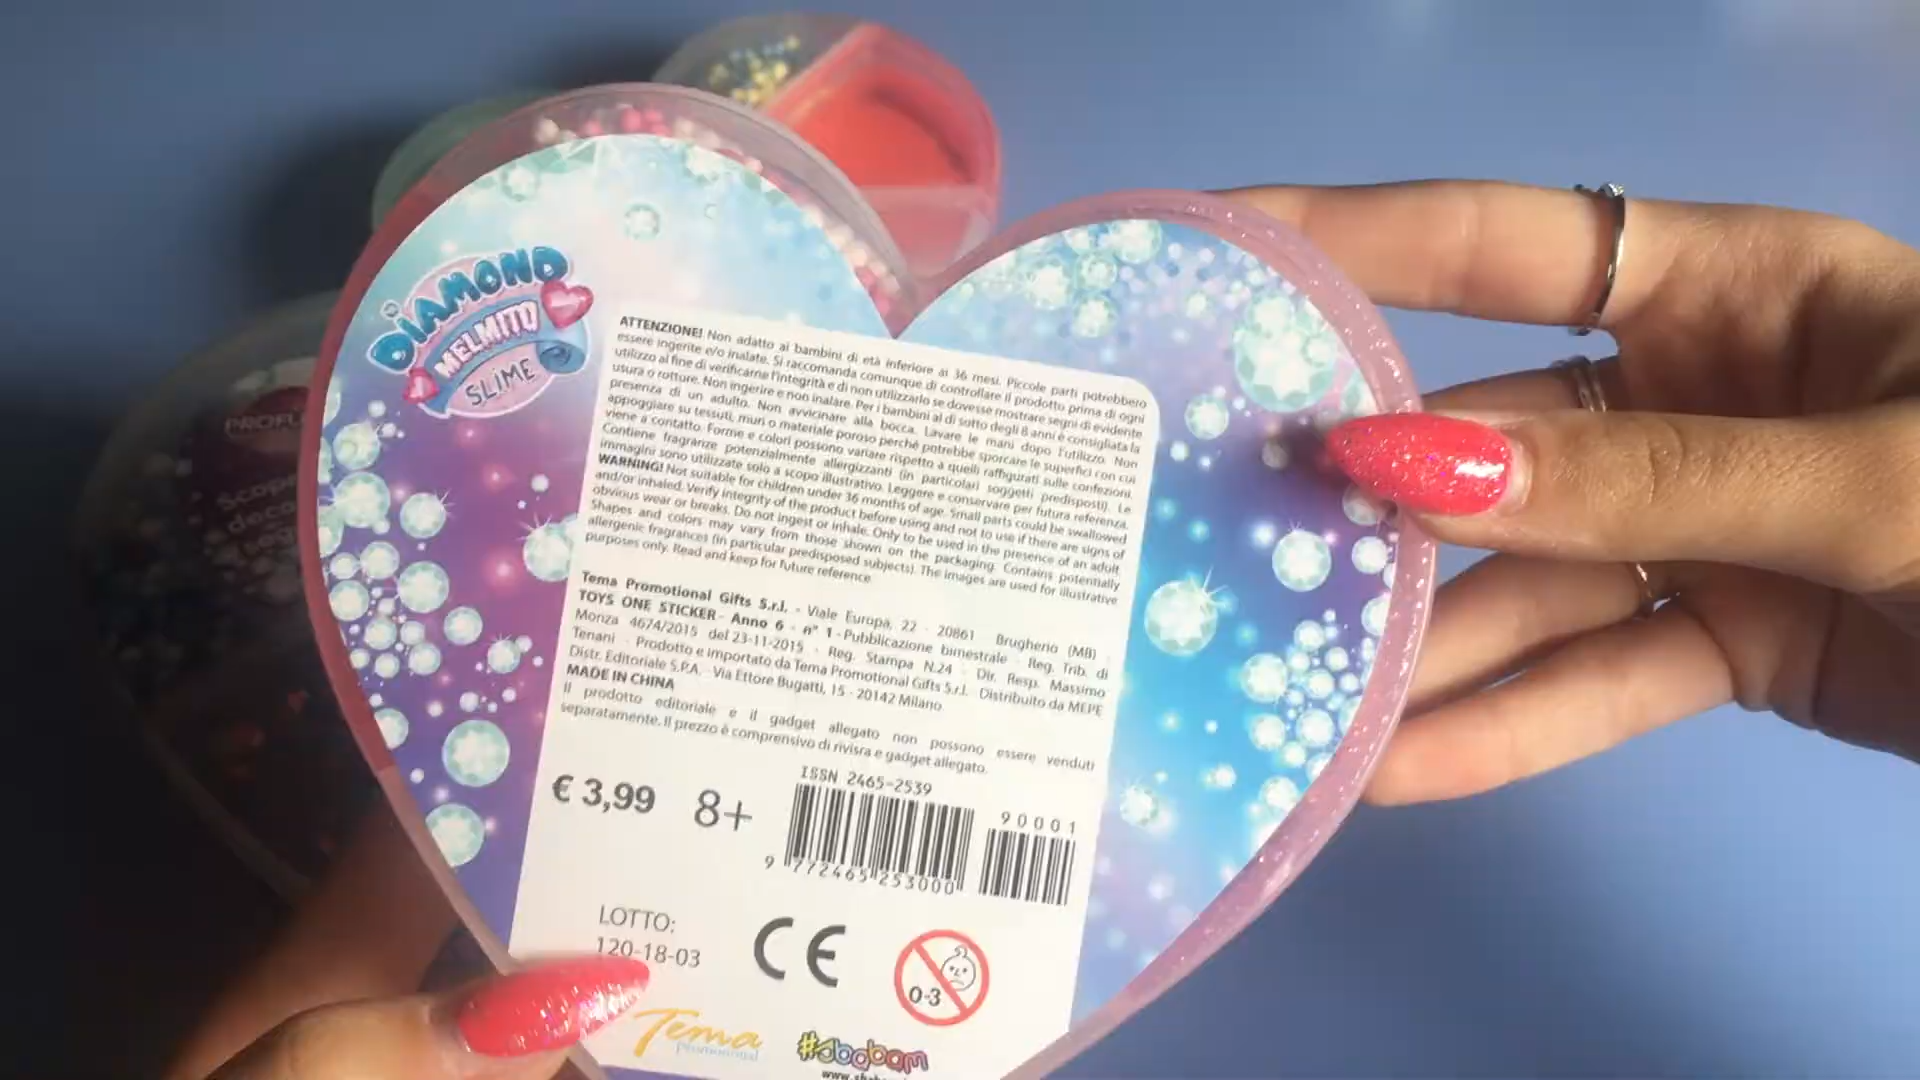 DIAMOND
MELMITO
SLIME
ATTENZIONE! Non adatto ai bambini di età inferiore ai 36 mesi. Piccole parti potrebbero
essere ingerite e/o inalate. Si raccomanda comunque di controllare il prodotto prima di ogni
utilizzo al fine di verificarne l'integrità e di non utilizzarlo se dovesse mostrare segni di evidente
usura o rotture. Non ingerire e non inalare. Per i bambini al di sotto degli 8 anni è consigliata la
presenza di un adulto. Non avvicinare alla bocca. Lavare le mani dopo l'utilizzo. Non
appoggiare su tessuti, muri o materiale poroso perché potrebbe sporcare le superfici con cui
viene a contatto. Forme e colori possono variare rispetto a quelli raffigurati sulle confezioni.
Contiene fragranze potenzialmente allergizzanti (in particolari soggetti predisposti). Le
immagini sono utilizzate solo a scopo illustrativo. Leggere e conservare per futura referenza.
WARNING! Not suitable for children under 36 months of age. Small parts could be swallowed
and/or inhaled. Verify integrity of the product before using and not to use if there are signs of
obvious wear or breaks. Do not ingest or inhale. Only to be used in the presence of an adult.
Shapes and colors may vary from those shown on the packaging. Contains potentially
allergenic fragrances (in particular predisposed subjects). The images are used for illustrative
purposes only. Read and keep for future reference.
Tema Promotional Gifts S.r.l. - Viale Europa, 22 - 20861 Brugherio (MB) -
TOYS ONE STICKER - Anno 6 - n° 1 - Pubblicazione bimestrale - Reg. Trib. di
Monza 4674/2015 del 23-11-2015 - Reg. Stampa N.24 - Dir. Resp. Massimo
Tenani - Prodotto e importato da Tema Promotional Gifts S.r.l. Distribuito da MEPE
Distr. Editoriale S.P.A. - Via Ettore Bugatti, 15 - 20142 Milano
MADE IN CHINA
Il prodotto editoriale e il gadget allegato non possono essere venduti
separatamente. Il prezzo è comprensivo di rivisra e gadget allegato.
€ 3,99 8+
ISSN 2465-2539
90001
9 772465 253000
LOTTO:
120-18-03
CE
0-3
Tema
Promotional
#sbabam